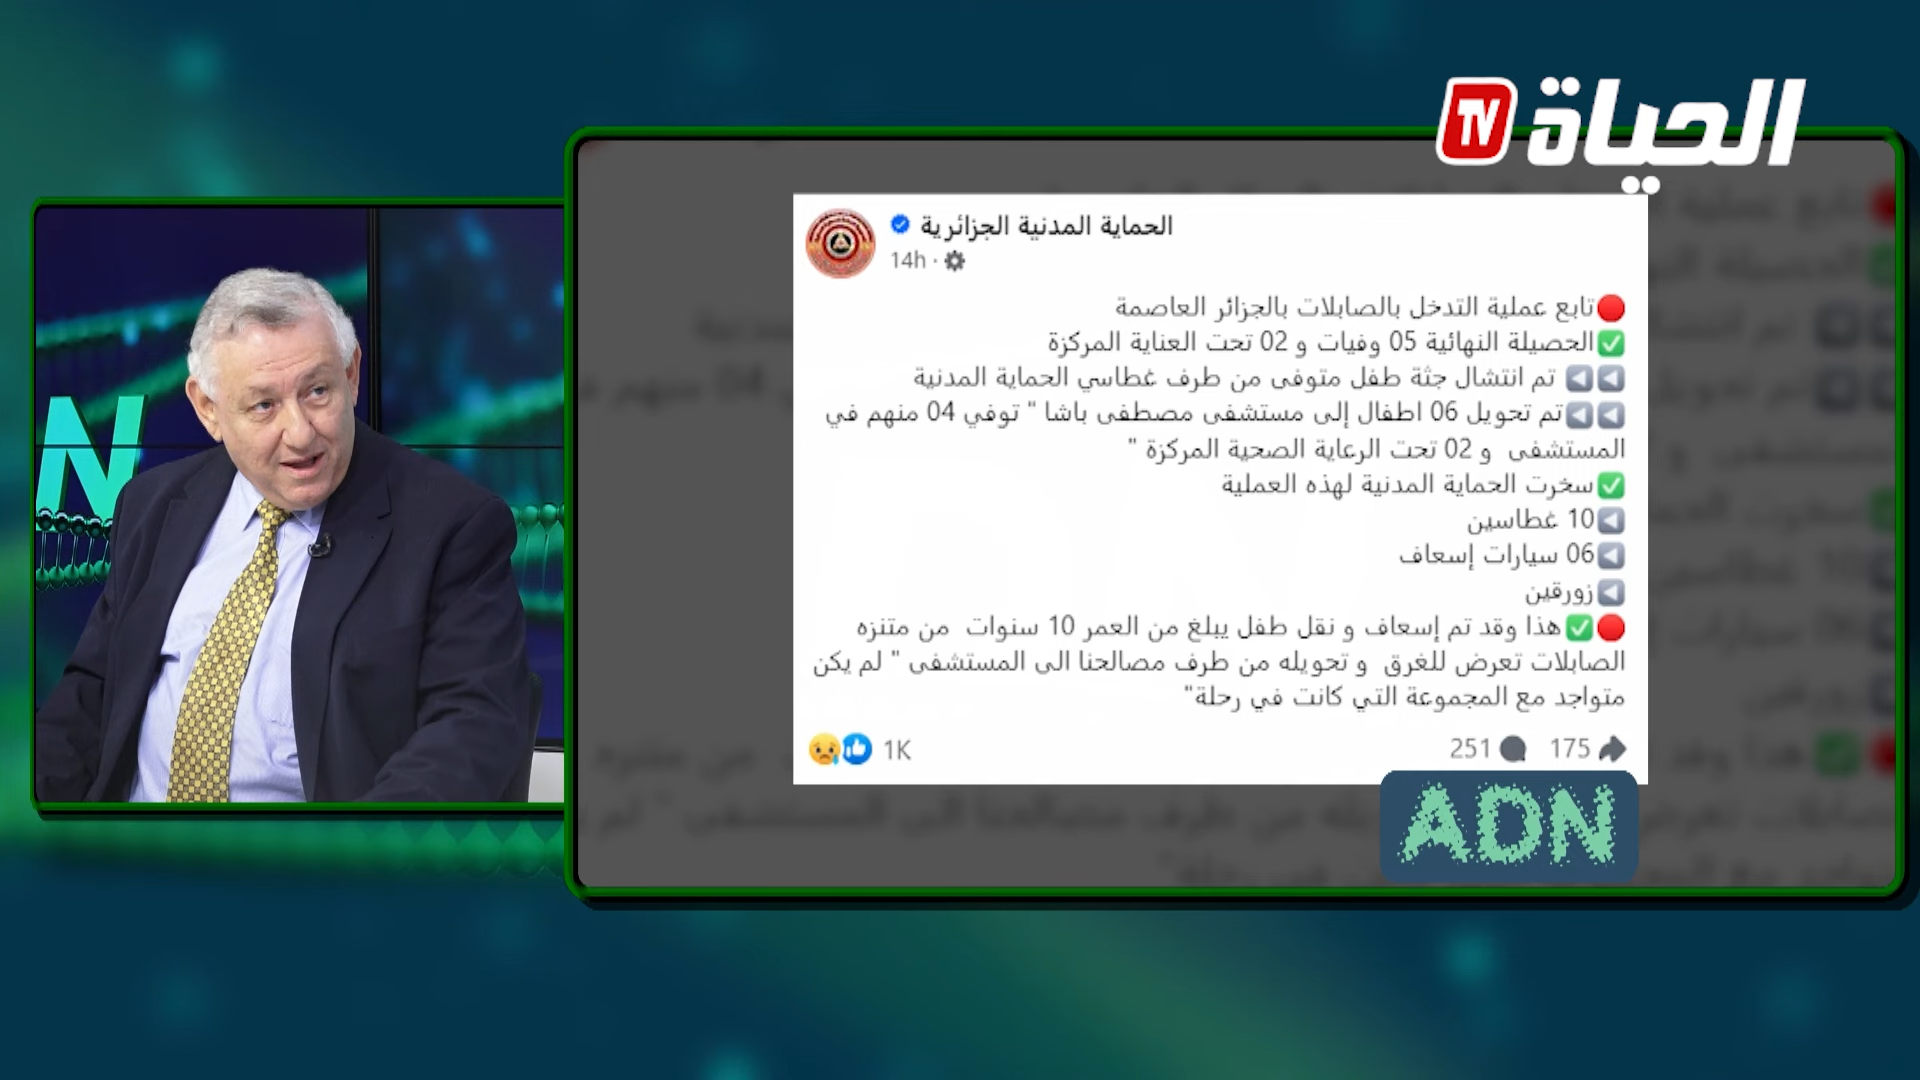 الحياة TV
الحماية المدنية الجزائرية
14h
تابع عملية التدخل بالصابلات بالجزائر العاصمة
الحصيلة النهائية 05 وفيات و 02 تحت العناية المركزة
تم انتشال جثة طفل متوفى من طرف غطاسي الحماية المدنية
تم تحويل 06 اطفال إلى مستشفى مصطفى باشا " توفي 04 منهم في
المستشفى و 02 تحت الرعاية الصحية المركزة "
سخرت الحماية المدنية لهذه العملية
10 غطاسين
06 سيارات إسعاف
زورقين
هذا وقد تم إسعاف و نقل طفل يبلغ من العمر 10 سنوات من متنزه
الصابلات تعرض للغرق و تحويله من طرف مصالحنا الى المستشفى " لم يكن
متواجد مع المجموعة التي كانت في رحلة"
1K
251 175
ADN
N